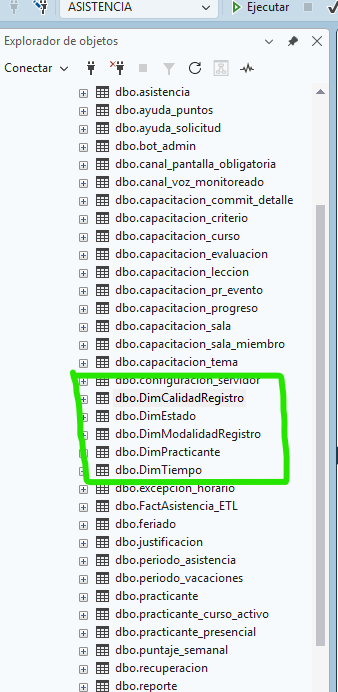 ASISTENCIA
Ejecutar
Explorador de objetos
Conectar
dbo.asistencia
dbo.ayuda_puntos
dbo.ayuda_solicitud
dbo.bot_admin
dbo.canal_pantalla_obligatoria
dbo.canal_voz_monitoreado
dbo.capacitacion_commit_detalle
dbo.capacitacion_criterio
dbo.capacitacion_curso
dbo.capacitacion_evaluacion
dbo.capacitacion_leccion
dbo.capacitacion_pr_evento
dbo.capacitacion_progreso
dbo.capacitacion_sala
dbo.capacitacion_sala_miembro
dbo.capacitacion_tema
dbo.configuracion_servidor
dbo.DimCalidadRegistro
dbo.DimEstado
dbo.DimModalidadRegistro
dbo.DimPracticante
dbo.DimTiempo
dbo.excepcion_horario
dbo.FactAsistencia_ETL
dbo.feriado
dbo.justificacion
dbo.periodo_asistencia
dbo.periodo_vacaciones
dbo.practicante
dbo.practicante_curso_activo
dbo.practicante_presencial
dbo.puntaje_semanal
dbo.recuperacion
dbo.reporte